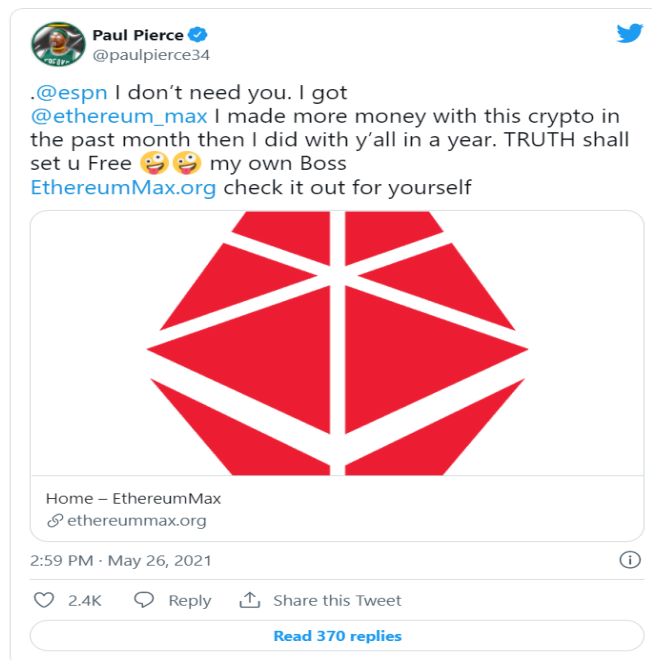 Paul Pierce
@paulpierce34
.@espn I don’t need you. I got
@ethereum_max I made more money with this crypto in
the past month then I did with y’all in a year. TRUTH shall
set u Free 🤪🤪 my own Boss
EthereumMax.org check it out for yourself
Home – EthereumMax
ethereummax.org
2:59 PM · May 26, 2021
2.4K Reply Share this Tweet
Read 370 replies